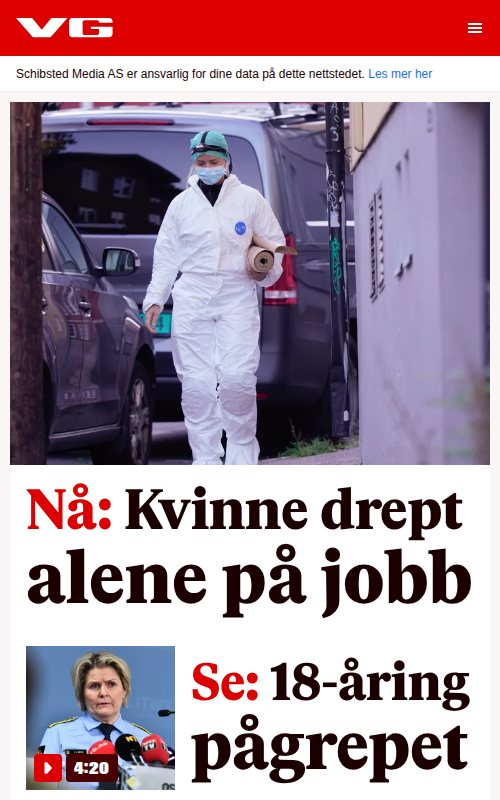 VG
Schibsted Media AS er ansvarlig for dine data på dette nettstedet. Les mer her
Nå: Kvinne drept
alene på jobb
Se: 18-åring
pågrepet
4:20